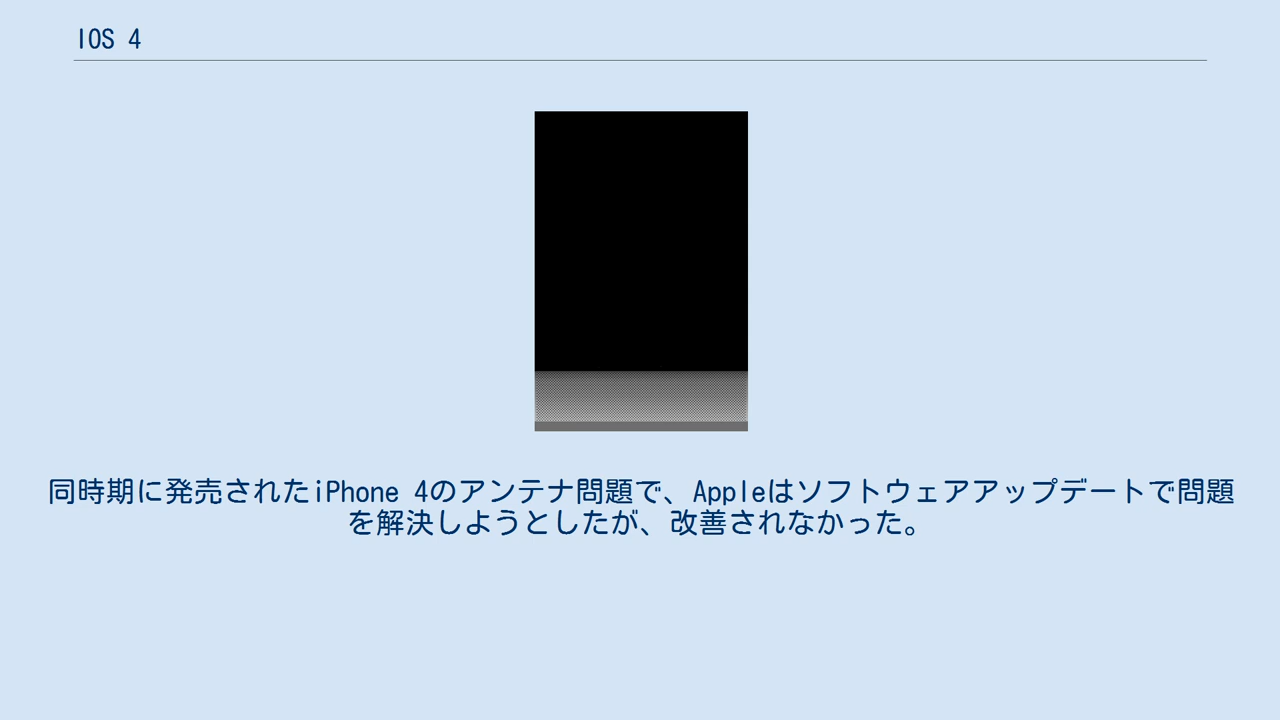 IOS 4
同時期に発売されたiPhone 4のアンテナ問題で、Appleはソフトウェアアップデートで問題
を解決しようとしたが、改善されなかった。